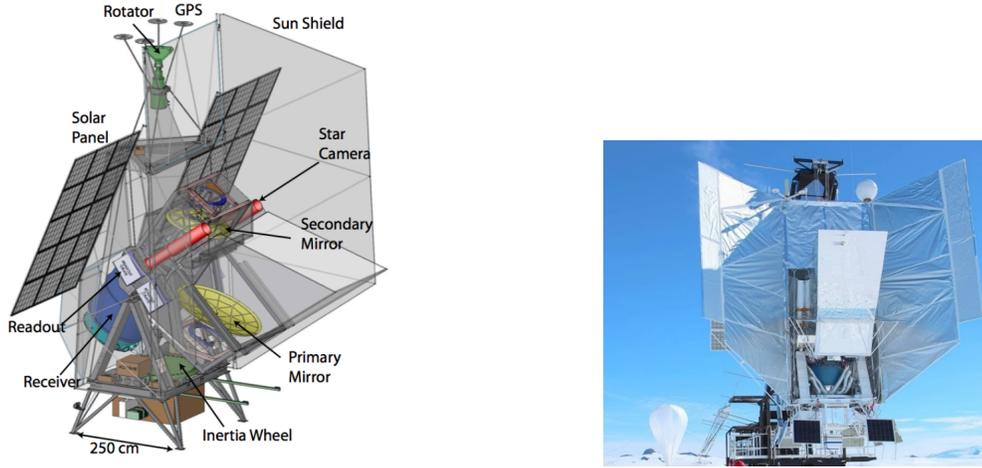 Rotator
GPS
Sun Shield
Solar
Panel
Star
Camera
Secondary
Mirror
Readout
Receiver
Primary
Mirror
Inertia Wheel
250 cm